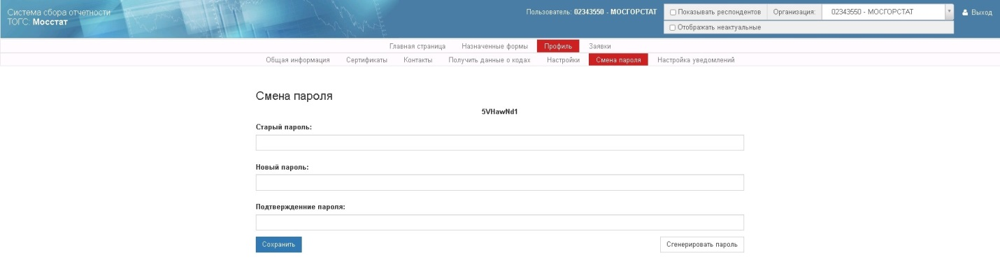 Система сбора отчетности
ТОГС: Мосстат
Пользователь: 02343550 - МОСГОРСТАТ
Показывать респондентов Организация: 02343550 - МОСГОРСТАТ
Выход
Отображать неактуальные
Главная страница Назначенные формы Профиль Заявки
Общая информация Сертификаты Контакты Получить данные о кодах Настройки Смена пароля Настройка уведомлений
Смена пароля
5VHawNd1
Старый пароль:
Новый пароль:
Подтвержденние пароля:
Сохранить Сгенерировать пароль